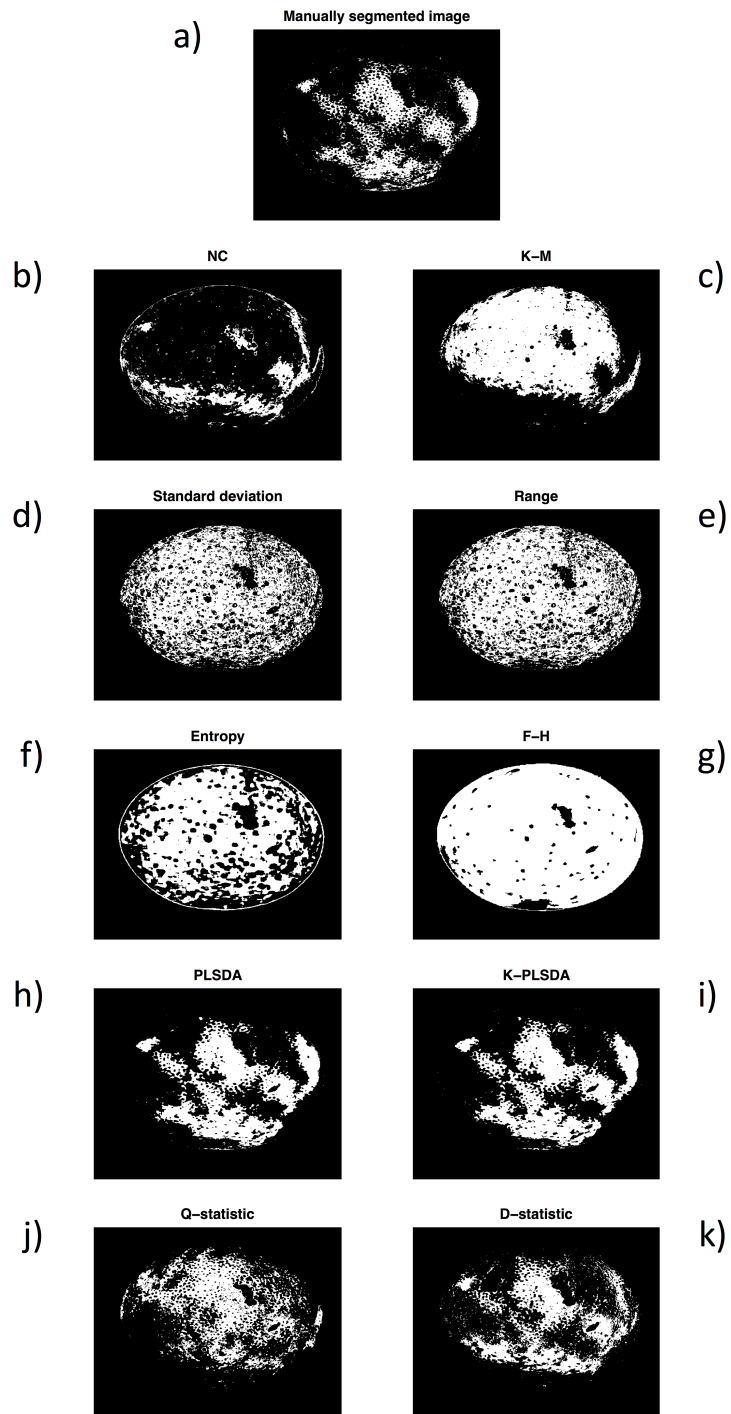 Manually segmented image
a)
NC
K–M
b)
c)
Standard deviation
Range
d)
e)
Entropy
F–H
f)
g)
PLSDA
K–PLSDA
h)
i)
Q–statistic
D–statistic
j)
k)